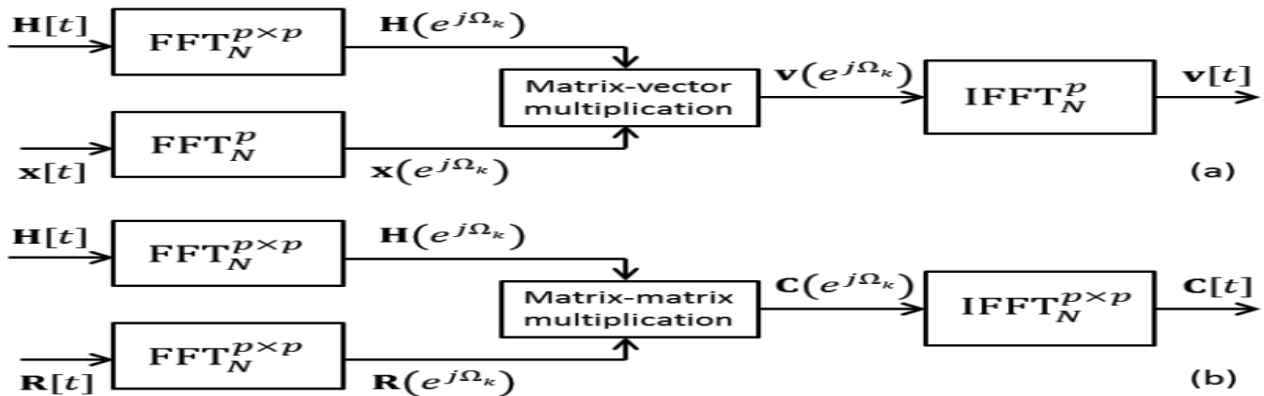 𝐇[𝑡]
FFT_𝑁^{𝑝×𝑝}
𝐇(𝑒^{𝑗Ω_𝑘})
Matrix-vector
multiplication
𝐯(𝑒^{𝑗Ω_𝑘})
IFFT_𝑁^{𝑝}
𝐯[𝑡]
𝐱[𝑡]
FFT_𝑁^{𝑝}
𝐱(𝑒^{𝑗Ω_𝑘})
(a)
𝐇[𝑡]
FFT_𝑁^{𝑝×𝑝}
𝐇(𝑒^{𝑗Ω_𝑘})
Matrix-matrix
multiplication
𝐂(𝑒^{𝑗Ω_𝑘})
IFFT_𝑁^{𝑝×𝑝}
𝐂[𝑡]
𝐑[𝑡]
FFT_𝑁^{𝑝×𝑝}
𝐑(𝑒^{𝑗Ω_𝑘})
(b)